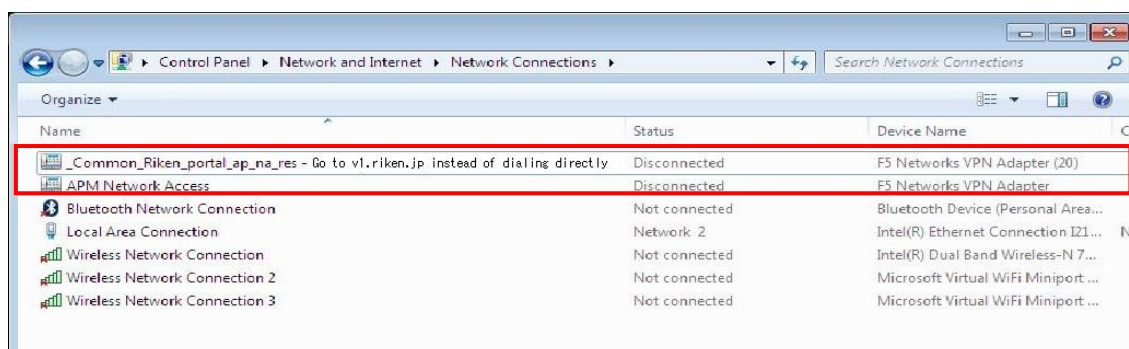 Control Panel ▸ Network and Internet ▸ Network Connections ▸ Search Network Connections
Organize
Name Status Device Name C
_Common_Riken_portal_ap_na_res - Go to v1.riken.jp instead of dialing directly Disconnected F5 Networks VPN Adapter (20)
APM Network Access Disconnected F5 Networks VPN Adapter
Bluetooth Network Connection Not connected Bluetooth Device (Personal Area...
Local Area Connection Network 2 Intel(R) Ethernet Connection I21... N
Wireless Network Connection Not connected Intel(R) Dual Band Wireless-N 7...
Wireless Network Connection 2 Not connected Microsoft Virtual WiFi Miniport ...
Wireless Network Connection 3 Not connected Microsoft Virtual WiFi Miniport ...